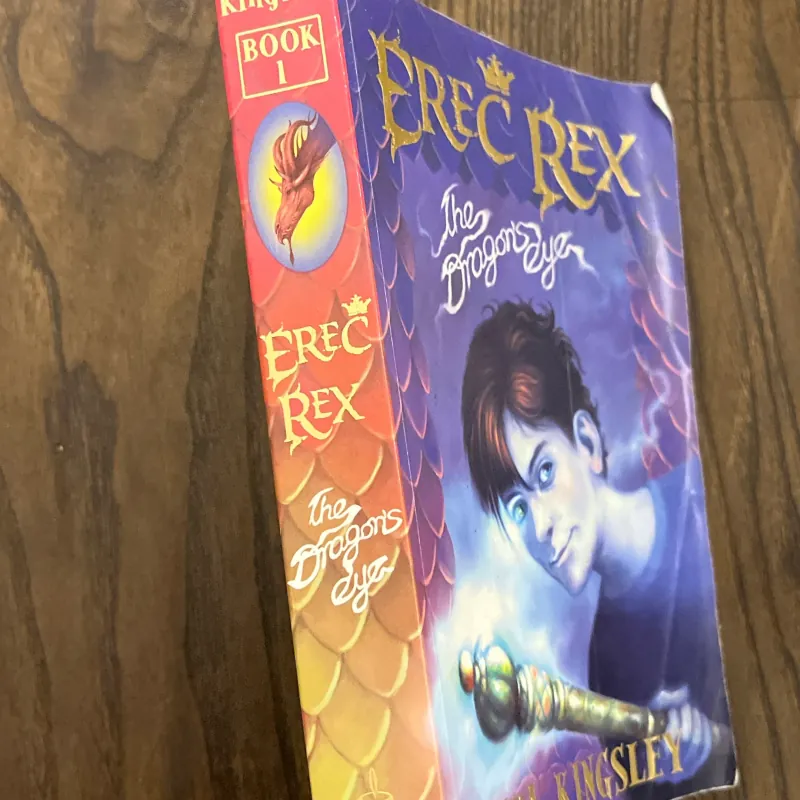 BOOK
1
EREC
REX
The
Dragon's
Eye
EREC REX
The
Dragon's
Eye
KINGSLEY